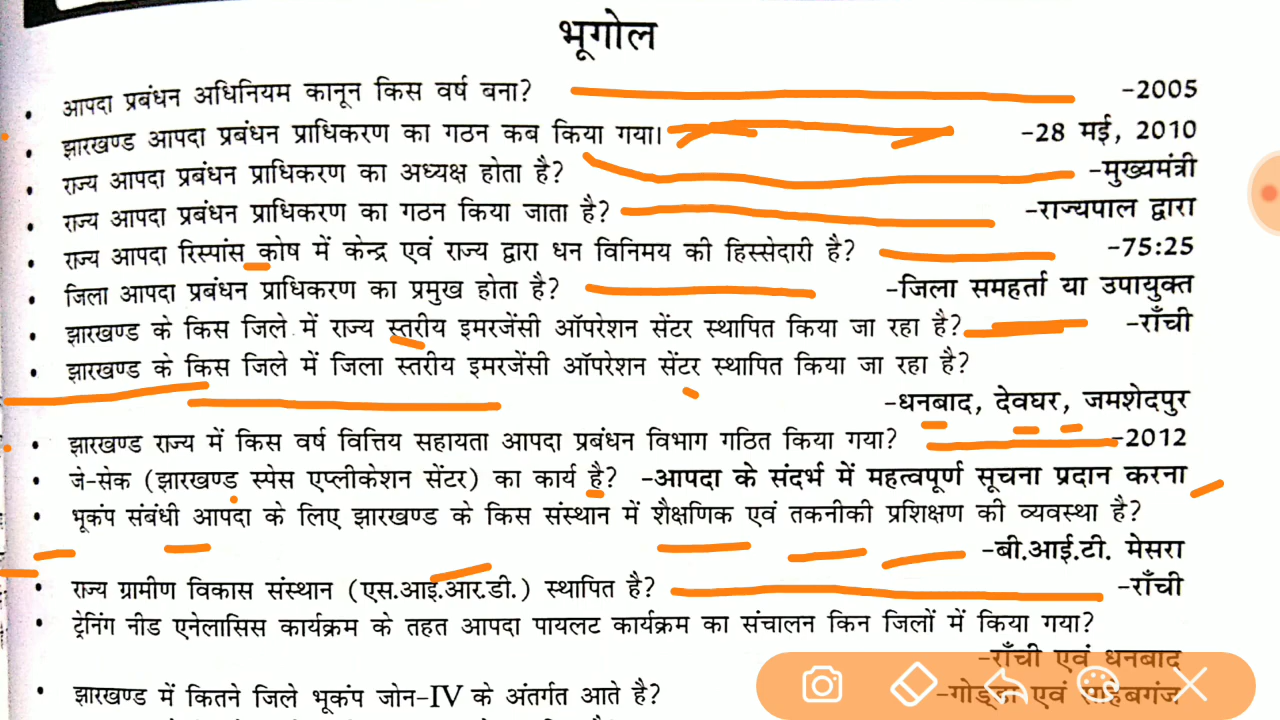 भूगोल
• आपदा प्रबंधन अधिनियम कानून किस वर्ष बना? -2005
• झारखण्ड आपदा प्रबंधन प्राधिकरण का गठन कब किया गया। -28 मई, 2010
• राज्य आपदा प्रबंधन प्राधिकरण का अध्यक्ष होता है? -मुख्यमंत्री
• राज्य आपदा प्रबंधन प्राधिकरण का गठन किया जाता है? -राज्यपाल द्वारा
• राज्य आपदा रिस्पांस कोष में केन्द्र एवं राज्य द्वारा धन विनिमय की हिस्सेदारी है? -75:25
• जिला आपदा प्रबंधन प्राधिकरण का प्रमुख होता है? -जिला समहर्ता या उपायुक्त
• झारखण्ड के किस जिले में राज्य स्तरीय इमरजेंसी ऑपरेशन सेंटर स्थापित किया जा रहा है? -राँची
• झारखण्ड के किस जिले में जिला स्तरीय इमरजेंसी ऑपरेशन सेंटर स्थापित किया जा रहा है?
-धनबाद, देवघर, जमशेदपुर
• झारखण्ड राज्य में किस वर्ष वित्तिय सहायता आपदा प्रबंधन विभाग गठित किया गया? -2012
• जे-सेक (झारखण्ड स्पेस एप्लीकेशन सेंटर) का कार्य है? -आपदा के संदर्भ में महत्वपूर्ण सूचना प्रदान करना
• भूकंप संबंधी आपदा के लिए झारखण्ड के किस संस्थान में शैक्षणिक एवं तकनीकी प्रशिक्षण की व्यवस्था है?
-बी.आई.टी. मेसरा
• राज्य ग्रामीण विकास संस्थान (एस.आइ.आर.डी.) स्थापित है? -राँची
• ट्रेनिंग नीड एनेलासिस कार्यक्रम के तहत आपदा पायलट कार्यक्रम का संचालन किन जिलों में किया गया?
-राँची एवं धनबाद
• झारखण्ड में कितने जिले भूकंप जोन-IV के अंतर्गत आते है? -गोड्डा एवं साहेबगंज